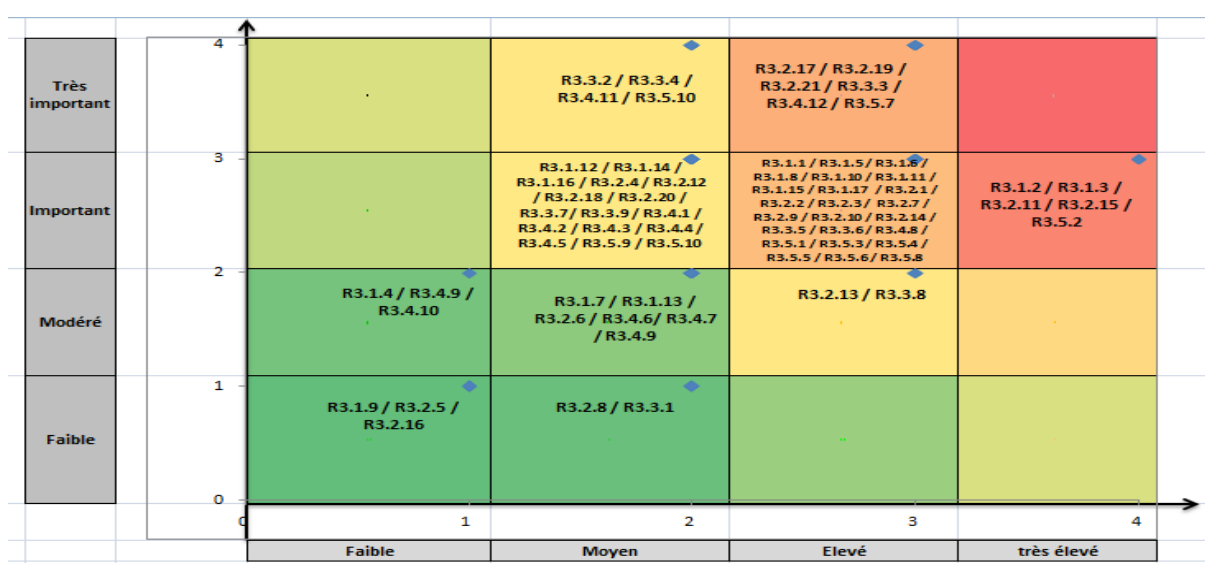 4
Très
important
R3.3.2 / R3.3.4 /
R3.4.11 / R3.5.10
R3.2.17 / R3.2.19 /
R3.2.21 / R3.3.3 /
R3.4.12 / R3.5.7
3
Important
R3.1.12 / R3.1.14 /
R3.1.16 / R3.2.4 / R3.2.12
/ R3.2.18 / R3.2.20 /
R3.3.7/ R3.3.9 / R3.4.1 /
R3.4.2 / R3.4.3 / R3.4.4 /
R3.4.5 / R3.5.9 / R3.5.10
R3.1.1 / R3.1.5/ R3.1.6 /
R3.1.8 / R3.1.10 / R3.1.11 /
R3.1.15 / R3.1.17 / R3.2.1 /
R3.2.2 / R3.2.3/ R3.2.7 /
R3.2.9 / R3.2.10 / R3.2.14 /
R3.3.5 / R3.3.6/ R3.4.8 /
R3.5.1 / R3.5.3 / R3.5.4 /
R3.5.5 / R3.5.6/ R3.5.8
R3.1.2 / R3.1.3 /
R3.2.11 / R3.2.15 /
R3.5.2
2
Modéré
R3.1.4 / R3.4.9 /
R3.4.10
R3.1.7 / R3.1.13 /
R3.2.6 / R3.4.6/ R3.4.7
/ R3.4.9
R3.2.13 / R3.3.8
1
Faible
R3.1.9 / R3.2.5 /
R3.2.16
R3.2.8 / R3.3.1
0
0 1 2 3 4
Faible Moyen Elevé très élevé